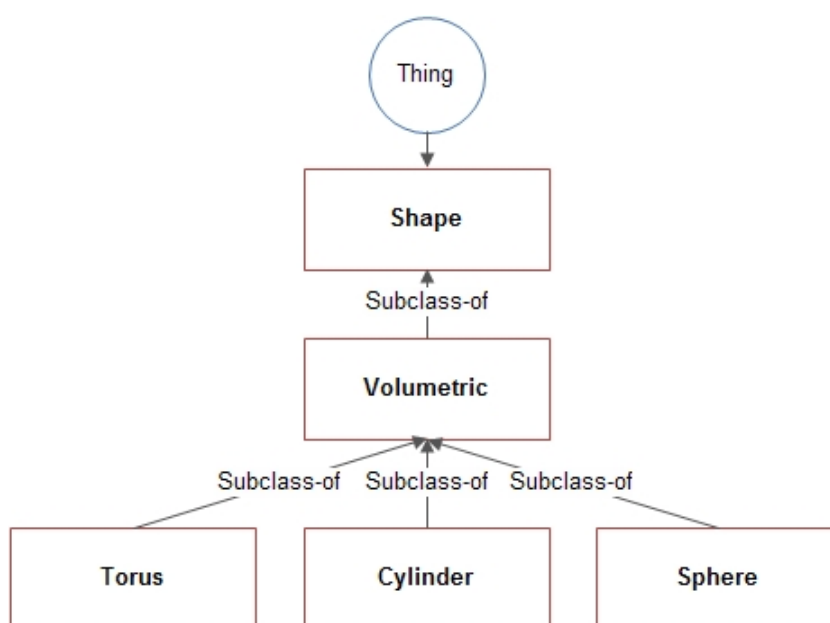 Thing
Shape
Subclass-of
Volumetric
Subclass-of Subclass-of Subclass-of
Torus Cylinder Sphere